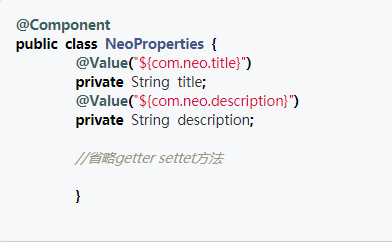 @Component
public class NeoProperties {
@Value("${com.neo.title}")
private String title;
@Value("${com.neo.description}")
private String description;
//省略getter settet方法
}